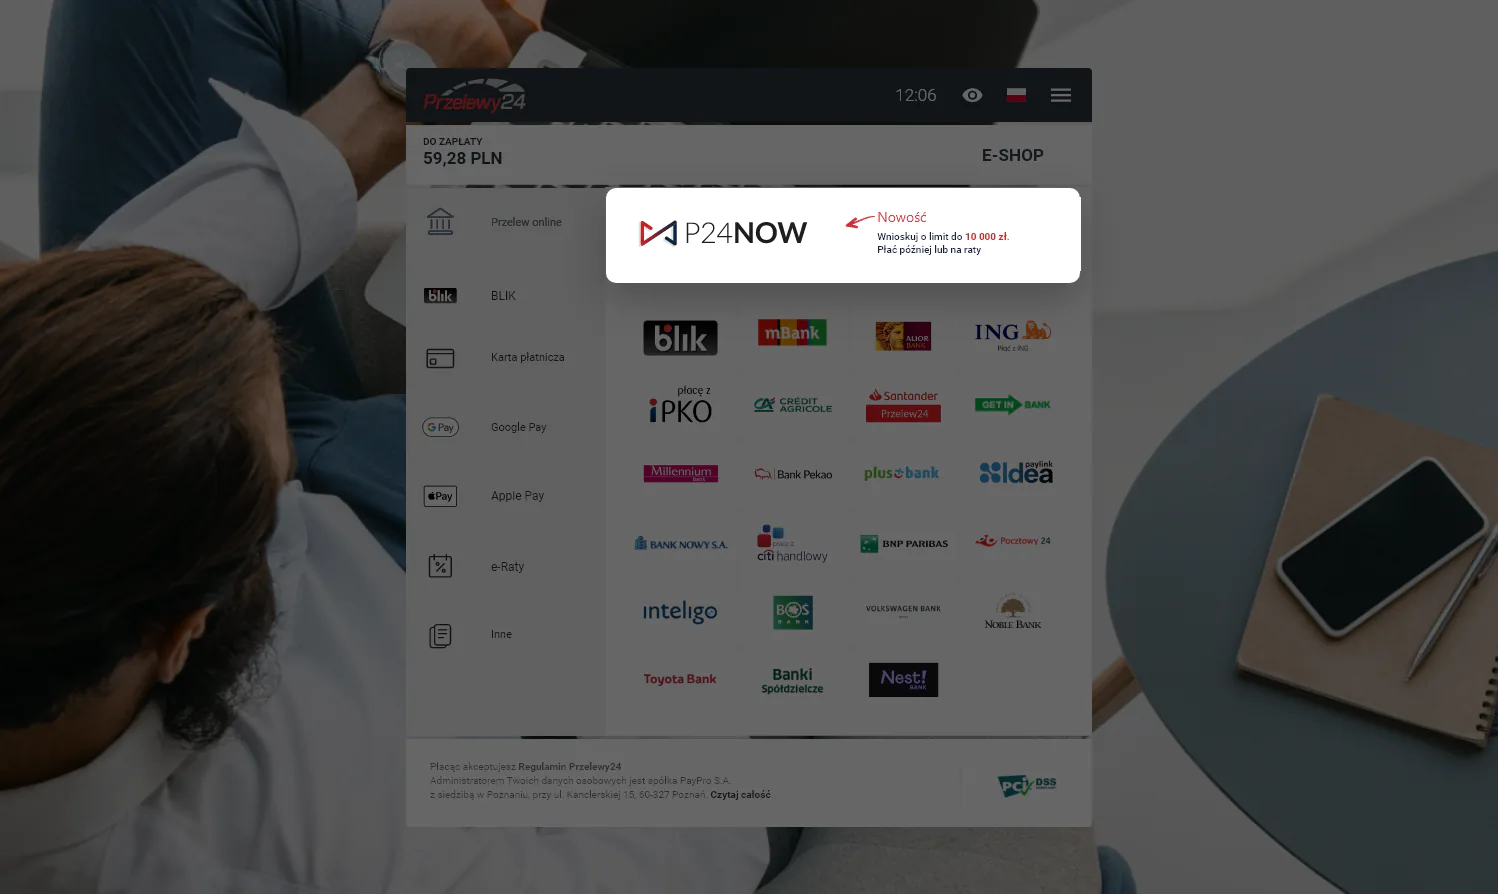 Przelewy24
12:06
DO ZAPŁATY
59,28 PLN
E-SHOP
Przelew online
blik
BLIK
Karta płatnicza
G Pay
Google Pay
Pay
Apple Pay
e-Raty
Inne
P24NOW
Nowość
Wnioskuj o limit do 10 000 zł.
Płać później lub na raty
blik
mBank
ALIOR
BANK
ING
Płać z ING
płacę z
iPKO
CRÉDIT
AGRICOLE
Santander
Przelew24
GET IN BANK
Millennium
bank
Bank Pekao
plus bank
paylink
Idea
BANK NOWY S.A.
płacę z
citi handlowy
BNP PARIBAS
Pocztowy 24
inteligo
BOŚ
BANK
VOLKSWAGEN BANK
NOBLE BANK
Toyota Bank
Banki
Spółdzielcze
Nest!
BANK
Płacąc akceptujesz Regulamin Przelewy24
Administratorem Twoich danych osobowych jest spółka PayPro S.A.
z siedzibą w Poznaniu, przy ul. Kanclerskiej 15, 60-327 Poznań. Czytaj całość
PCI DSS